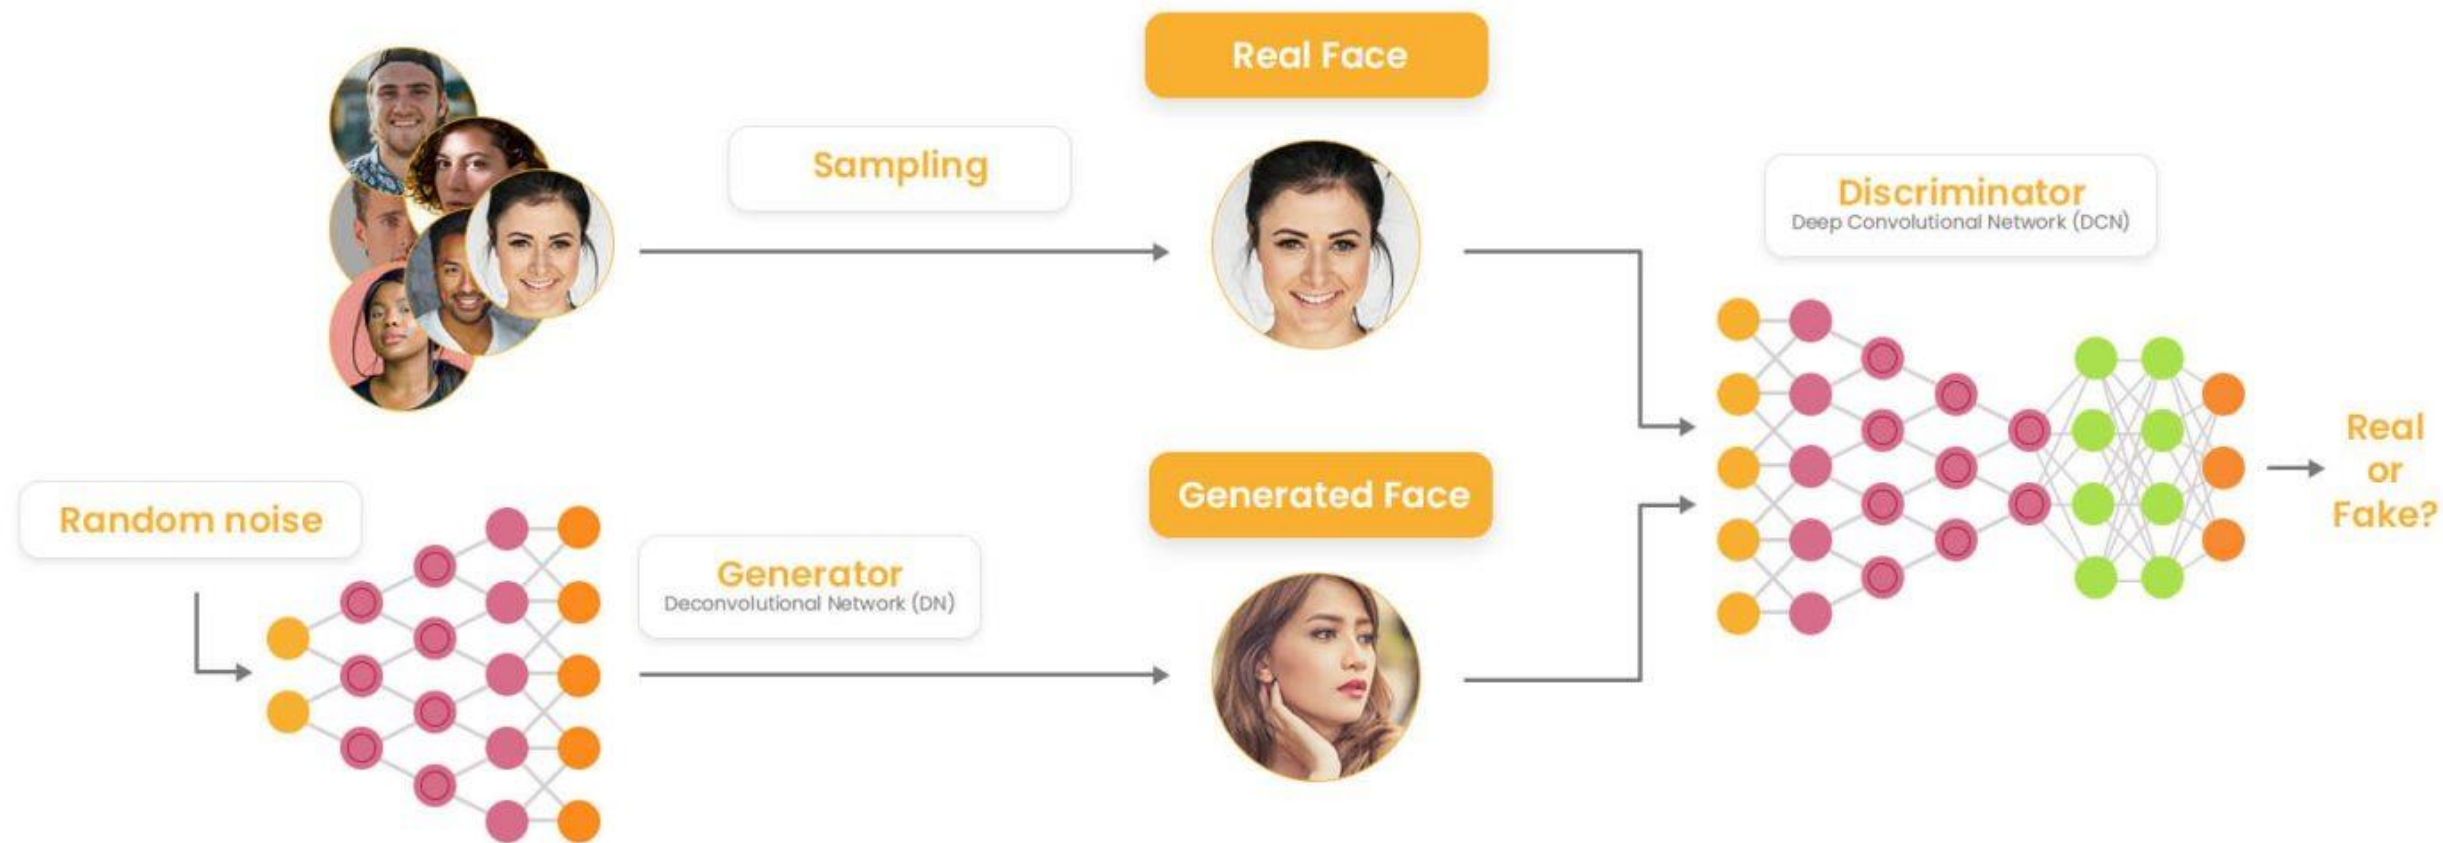 Real Face
Sampling
Discriminator
Deep Convolutional Network (DCN)
Real
or
Fake?
Generated Face
Random noise
Generator
Deconvolutional Network (DN)